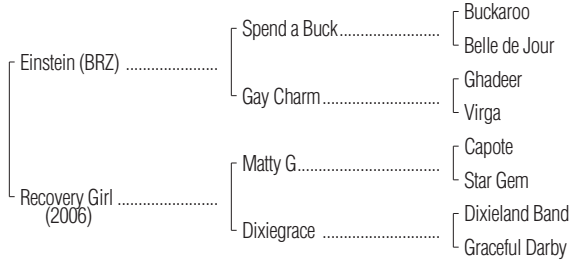 Buckaroo
Spend a Buck
Belle de Jour
Einstein (BRZ)
Ghadeer
Gay Charm
Virga
Capote
Matty G
Star Gem
Recovery Girl
(2006)
Dixieland Band
Dixiegrace
Graceful Darby